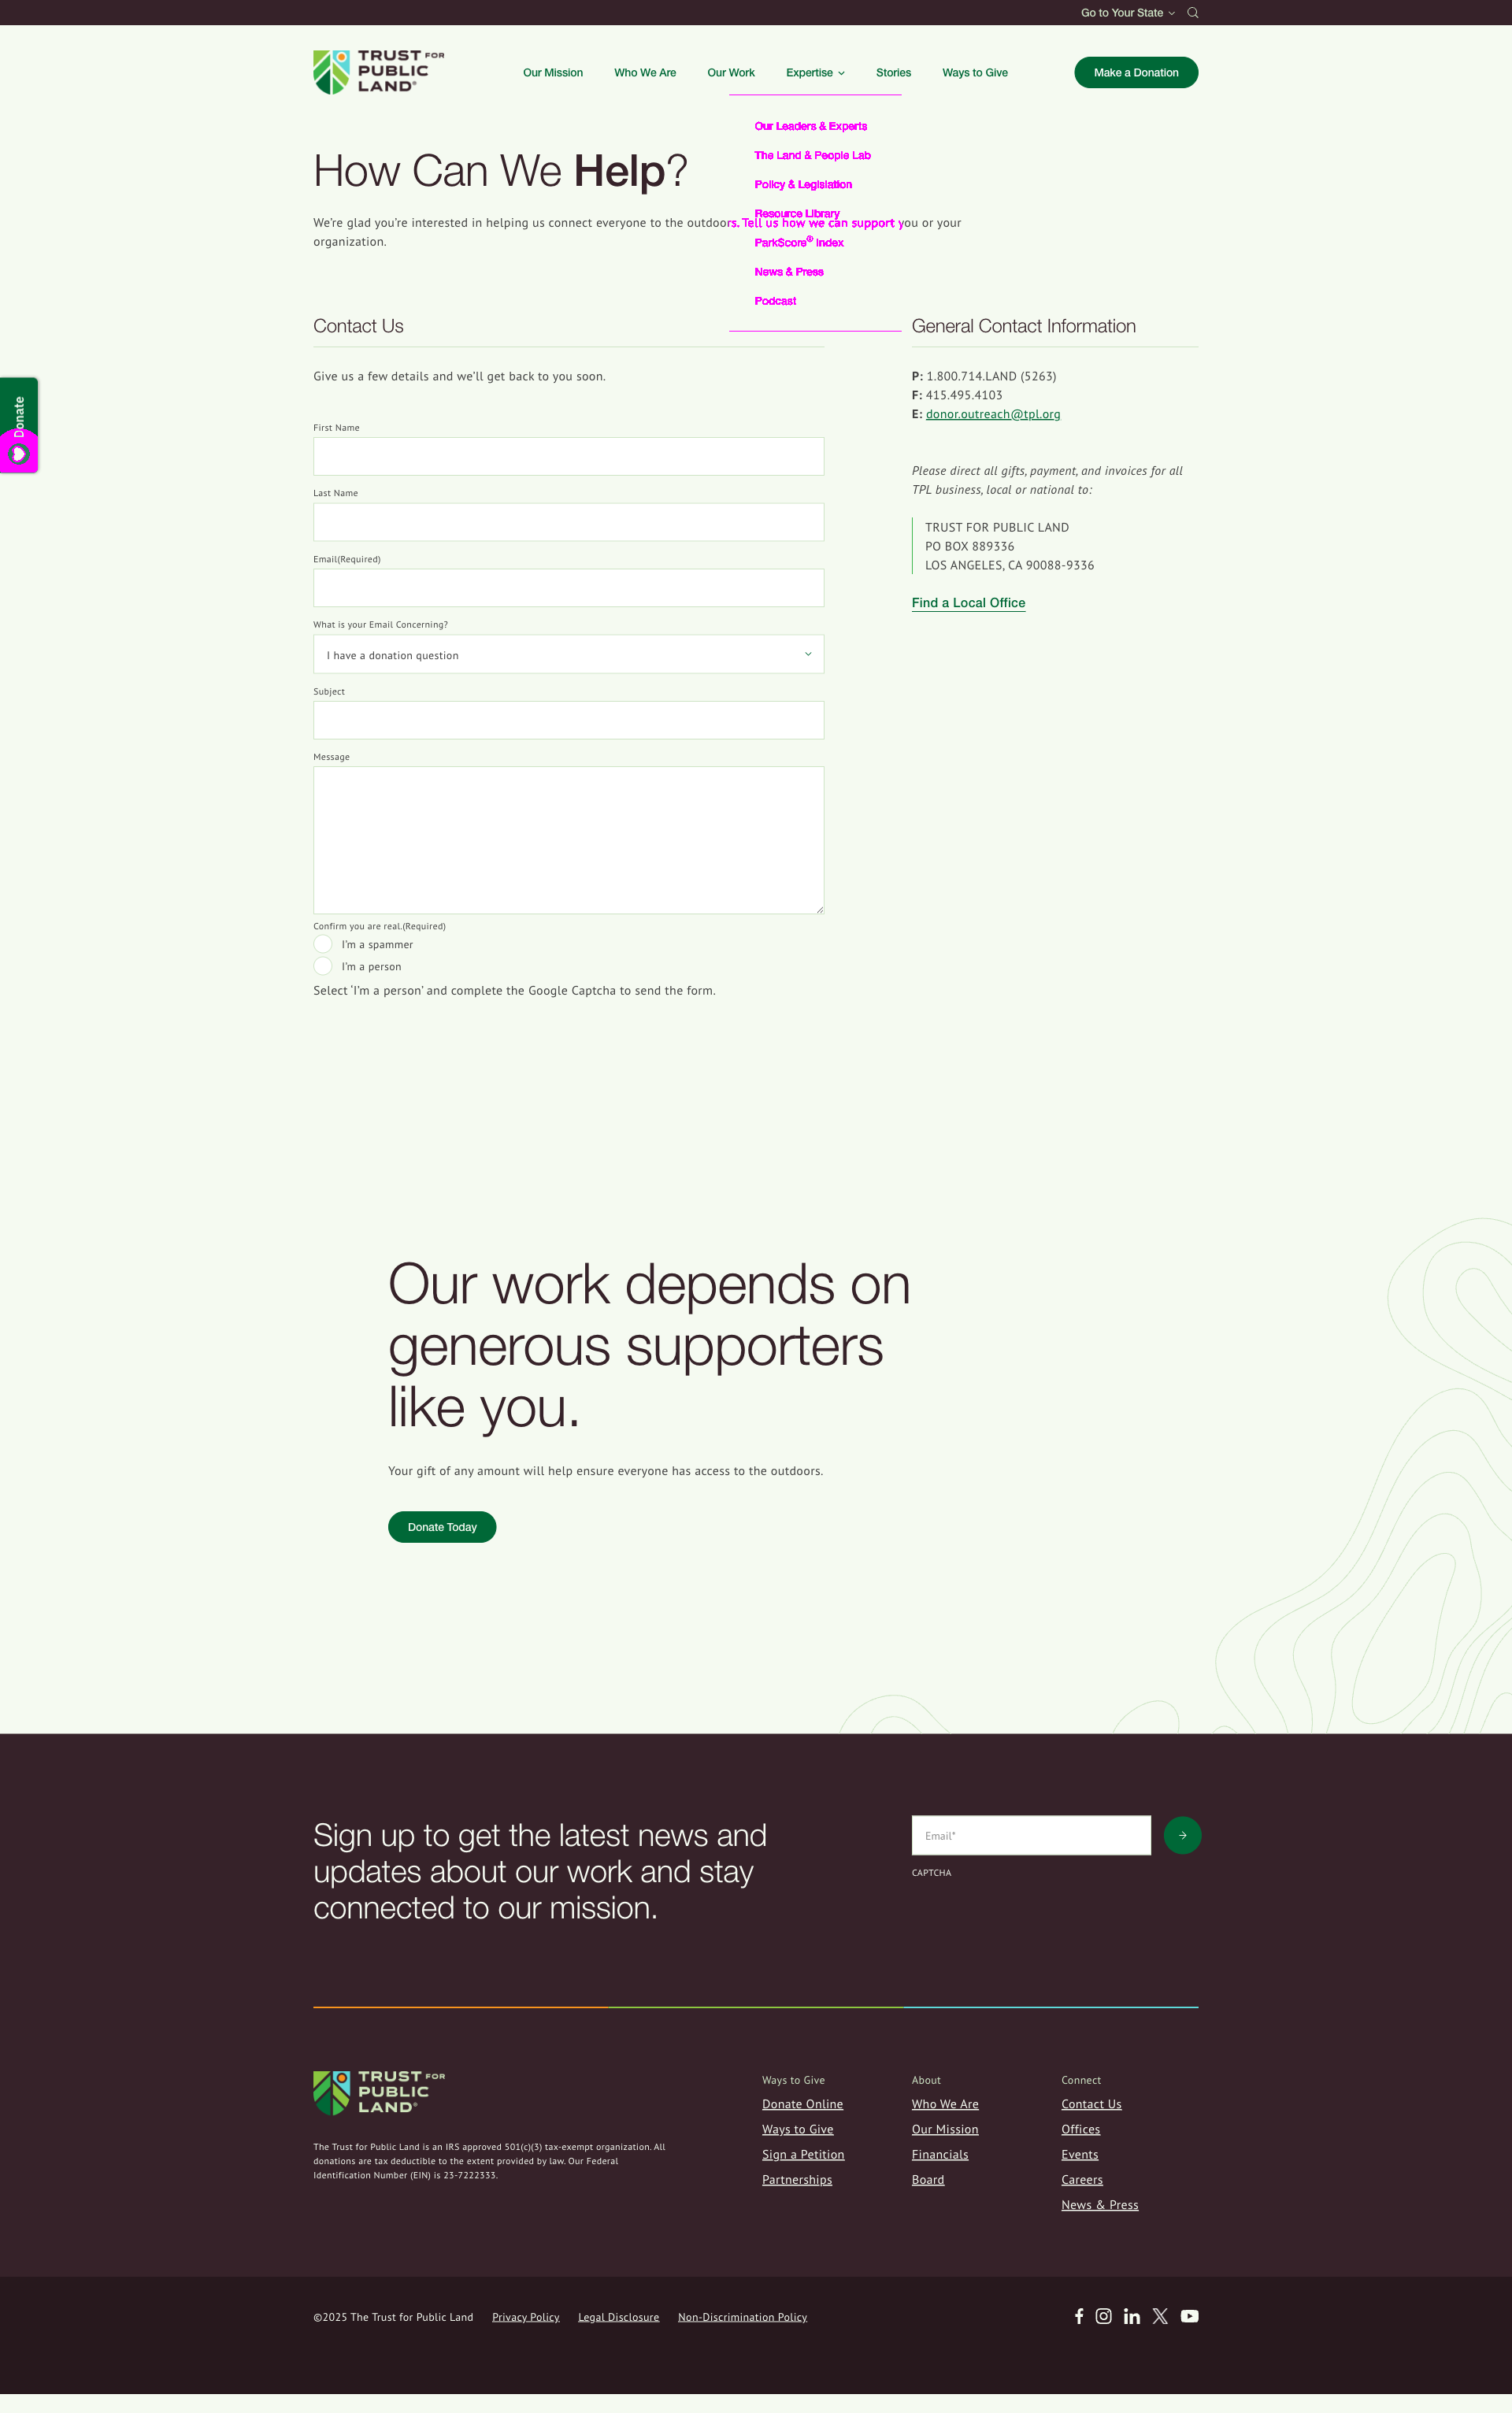 Go to Your State
TRUST FOR
PUBLIC
LAND®
Our Mission
Who We Are
Our Work
Expertise
Stories
Ways to Give
Make a Donation
Our Leaders & Experts
The Land & People Lab
Policy & Legislation
Resource Library
ParkScore® Index
News & Press
Podcast
How Can We Help?
We’re glad you’re interested in helping us connect everyone to the outdoors. Tell us how we can support you or your
organization.
Donate
Contact Us
Give us a few details and we’ll get back to you soon.
First Name
Last Name
Email(Required)
What is your Email Concerning?
I have a donation question
Subject
Message
Confirm you are real.(Required)
I’m a spammer
I’m a person
Select ‘I’m a person’ and complete the Google Captcha to send the form.
General Contact Information
P: 1.800.714.LAND (5263)
F: 415.495.4103
E: donor.outreach@tpl.org
Please direct all gifts, payment, and invoices for all
TPL business, local or national to:
TRUST FOR PUBLIC LAND
PO BOX 889336
LOS ANGELES, CA 90088-9336
Find a Local Office
Our work depends on
generous supporters
like you.
Your gift of any amount will help ensure everyone has access to the outdoors.
Donate Today
Sign up to get the latest news and
updates about our work and stay
connected to our mission.
Email*
CAPTCHA
TRUST FOR
PUBLIC
LAND®
The Trust for Public Land is an IRS approved 501(c)(3) tax-exempt organization. All
donations are tax deductible to the extent provided by law. Our Federal
Identification Number (EIN) is 23-7222333.
Ways to Give
Donate Online
Ways to Give
Sign a Petition
Partnerships
About
Who We Are
Our Mission
Financials
Board
Connect
Contact Us
Offices
Events
Careers
News & Press
©2025 The Trust for Public Land
Privacy Policy
Legal Disclosure
Non-Discrimination Policy